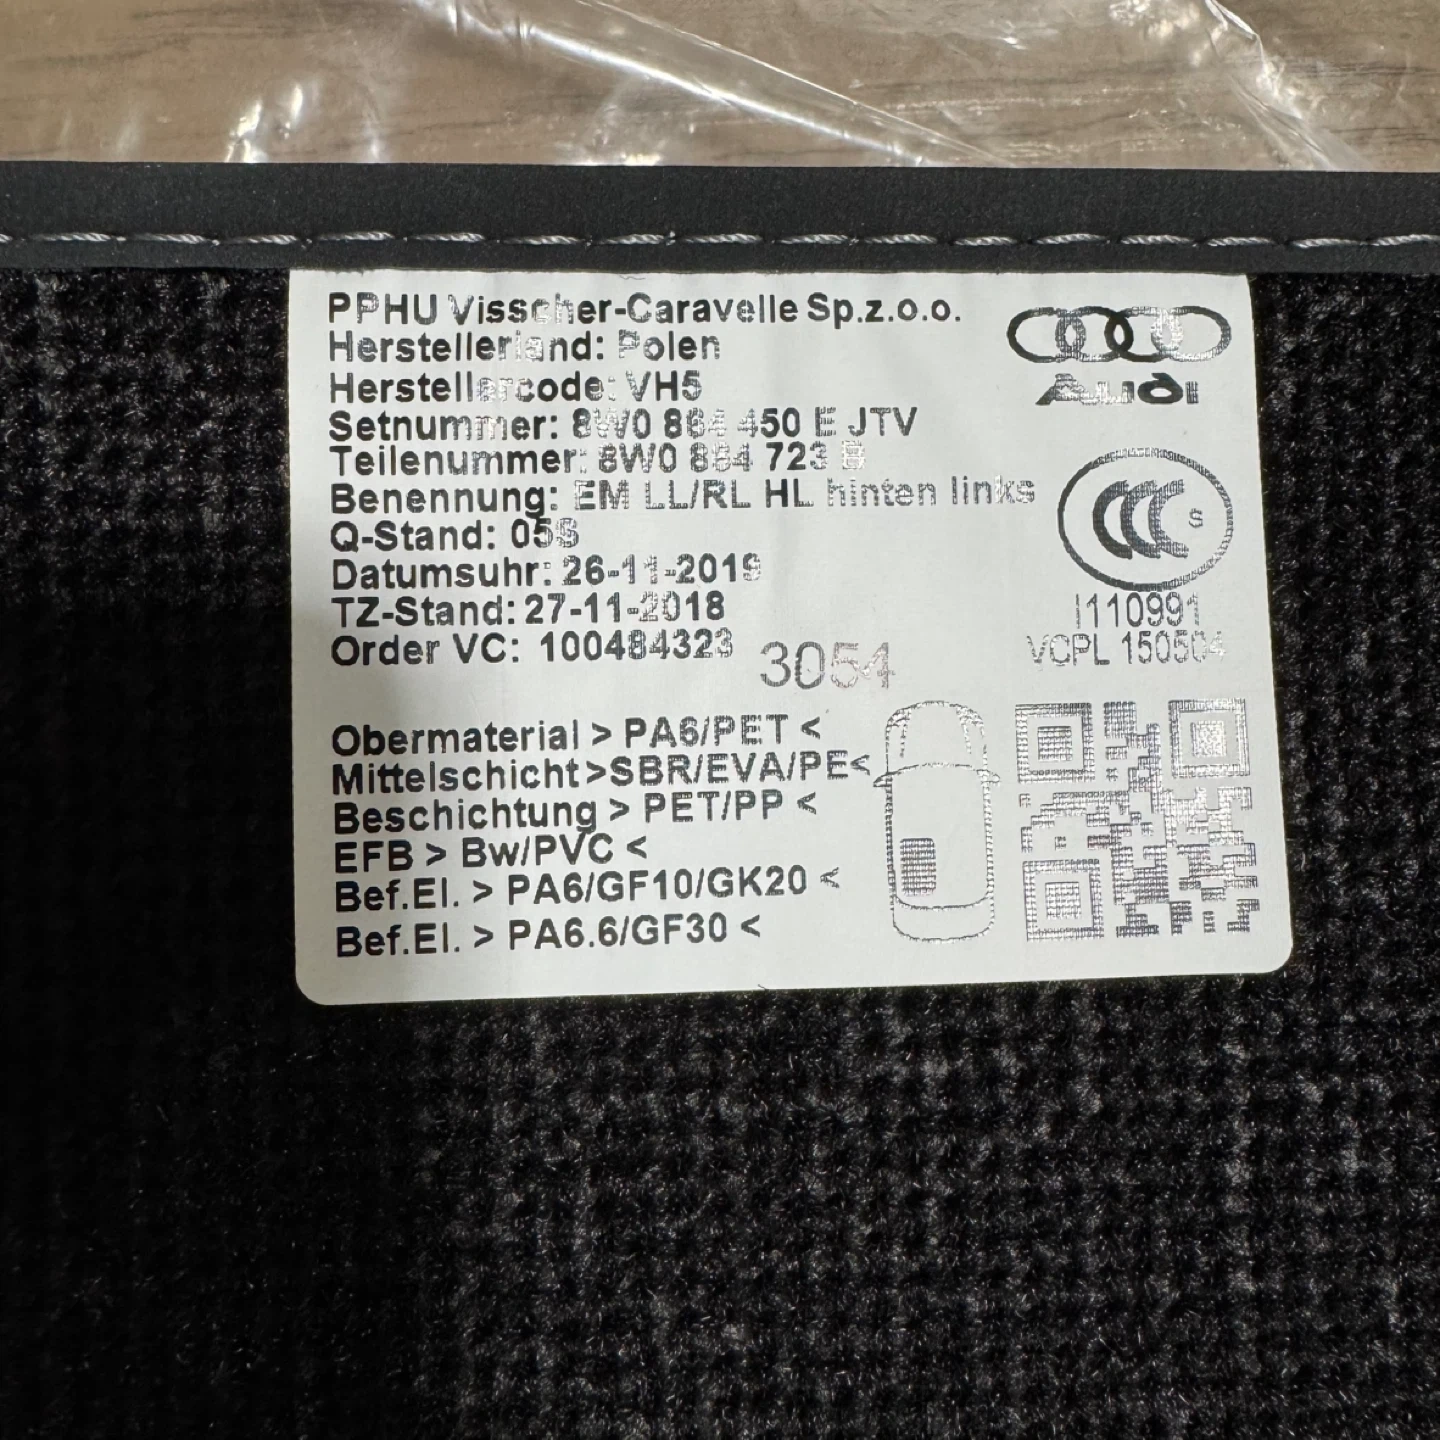 PPHU Visscher-Caravelle Sp.z.o.o.
Herstellerland: Polen
Herstellercode: VH5
Setnummer: 8W0 864 450 E JTV
Teilenummer: 8W0 864 723 B
Benennung: EM LL/RL HL hinten links
Q-Stand: 05S
Datumsuhr: 26-11-2019
TZ-Stand: 27-11-2018
Order VC: 100484323
3054
Audi
CCC S
I110991
VCPL 150504
Obermaterial > PA6/PET <
Mittelschicht>SBR/EVA/PE<
Beschichtung > PET/PP <
EFB > Bw/PVC <
Bef.El. > PA6/GF10/GK20 <
Bef.El. > PA6.6/GF30 <